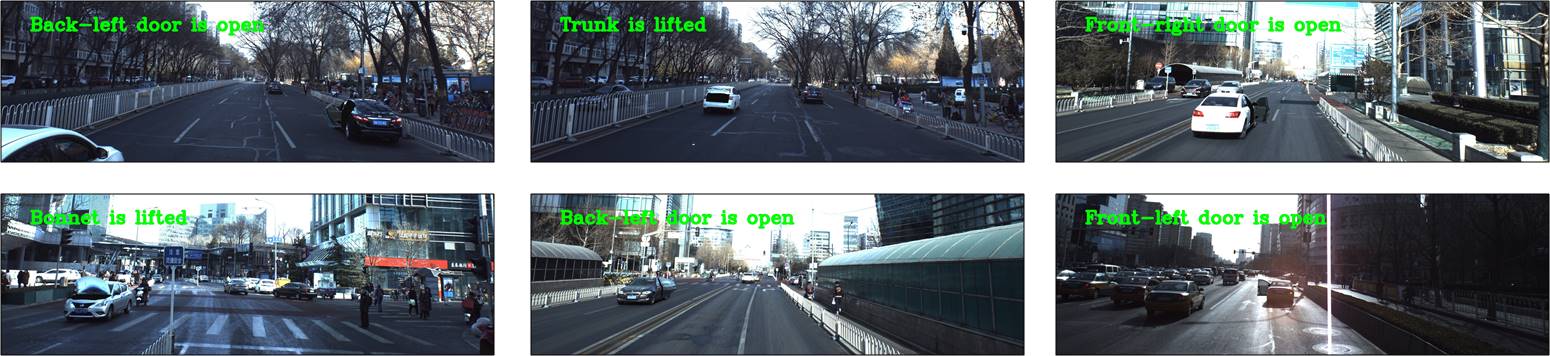 Back-left door is open
Trunk is lifted
Front-right door is open
Bonnet is lifted
Back-left door is open
Front-left door is open